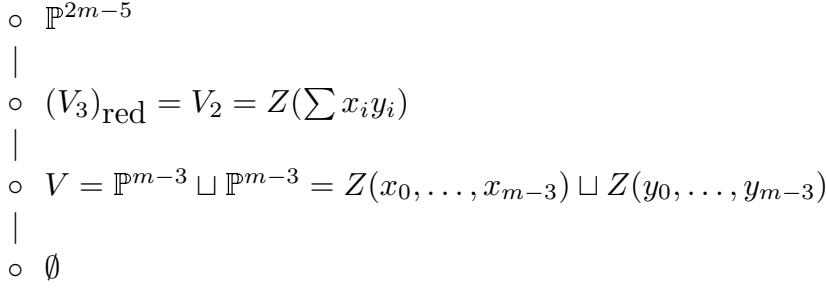 ∘ ℙ^{2m−5}
|
∘ (V_3)_{red} = V_2 = Z(∑ x_i y_i)
|
∘ V = ℙ^{m−3} ⊔ ℙ^{m−3} = Z(x_0, …, x_{m−3}) ⊔ Z(y_0, …, y_{m−3})
|
∘ ∅